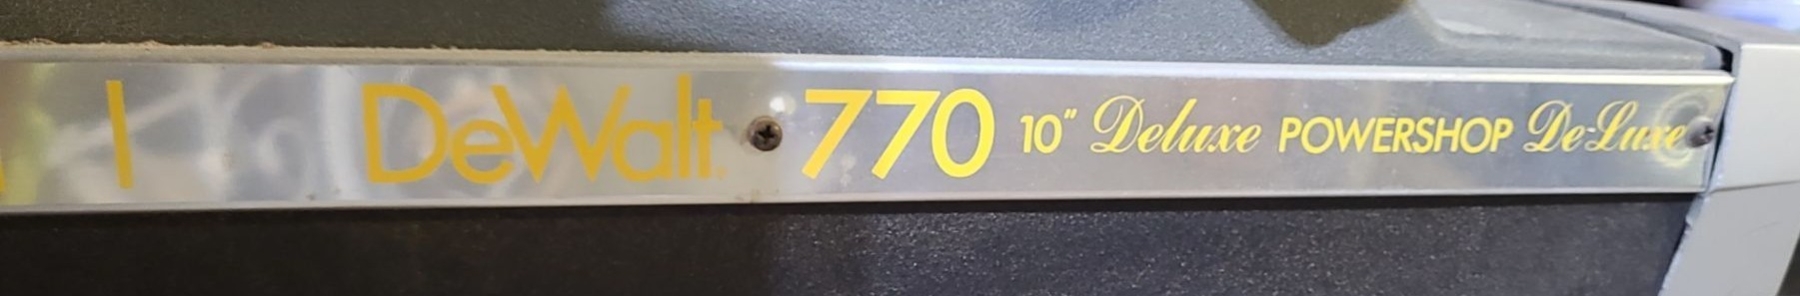 DeWalt 770 10" Deluxe POWERSHOP De-Luxe